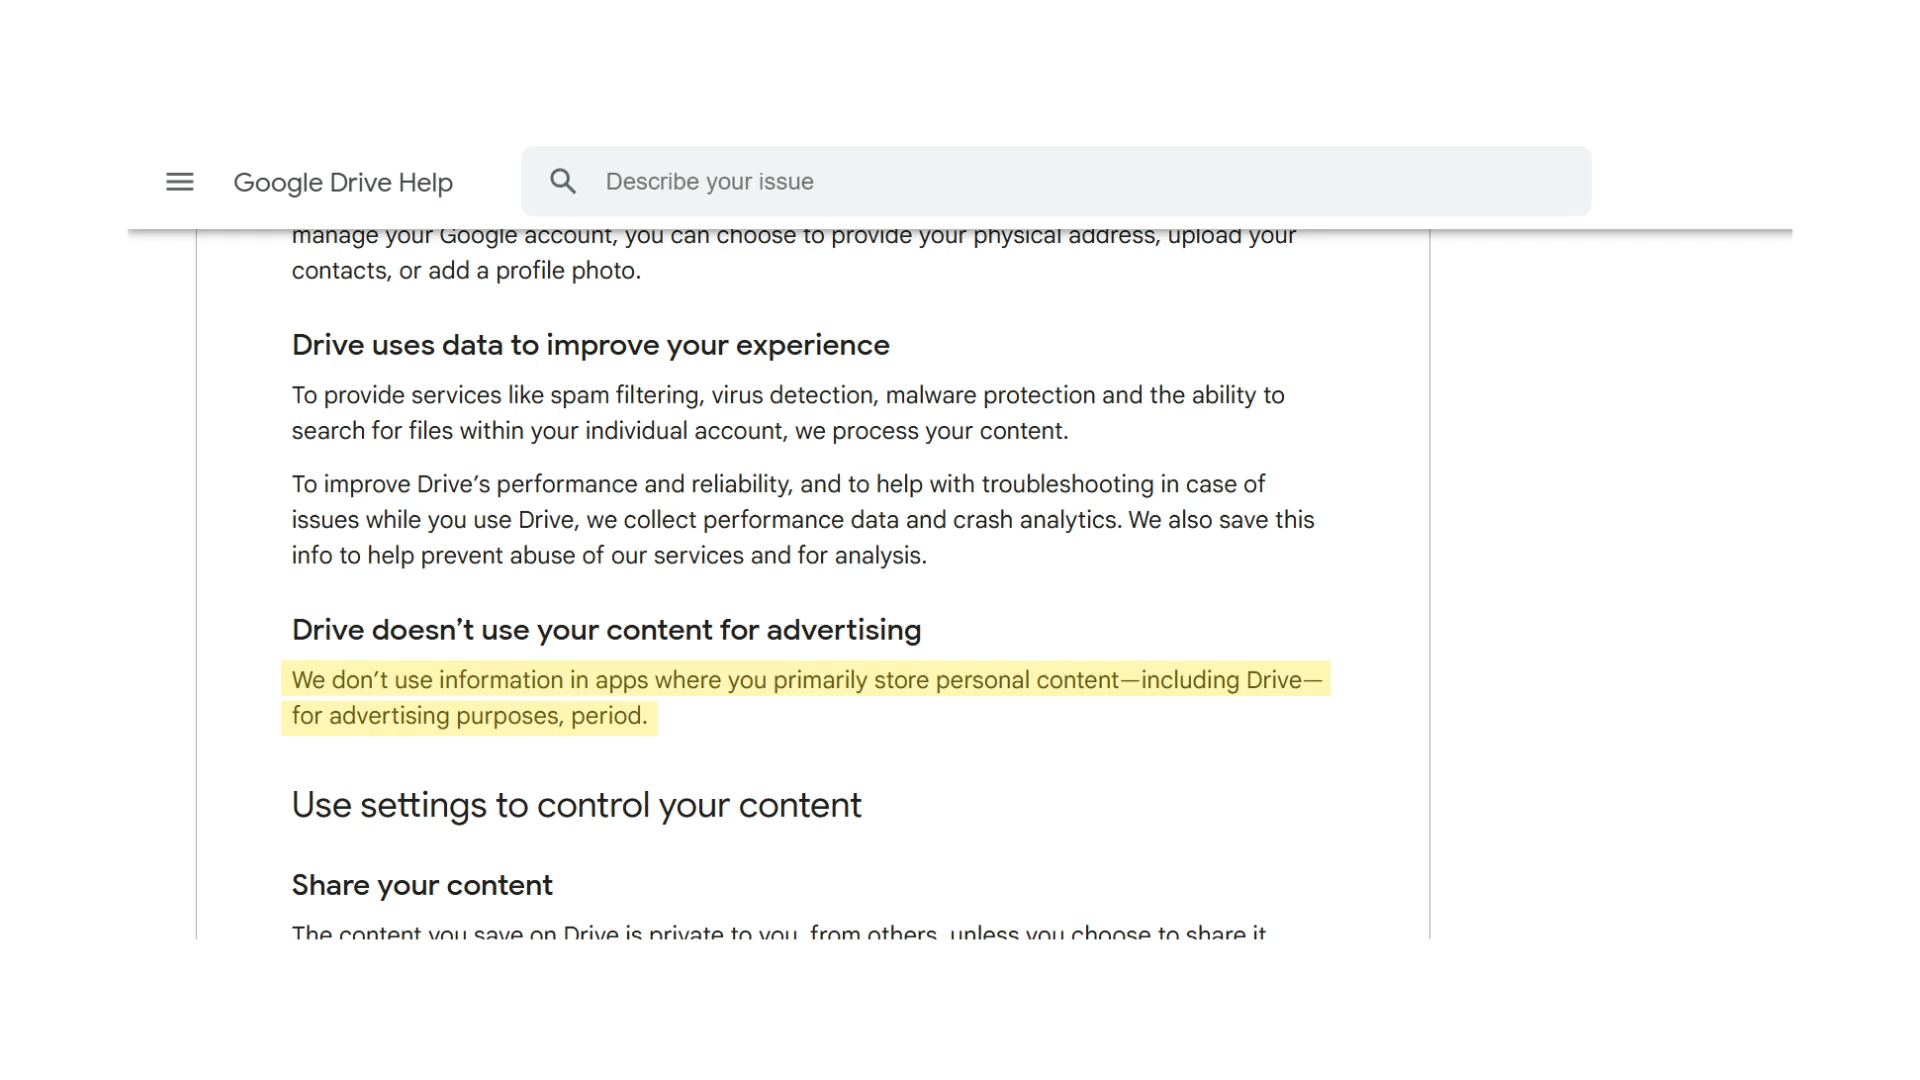 Google Drive Help
Describe your issue
manage your Google account, you can choose to provide your physical address, upload your
contacts, or add a profile photo.
Drive uses data to improve your experience
To provide services like spam filtering, virus detection, malware protection and the ability to
search for files within your individual account, we process your content.
To improve Drive’s performance and reliability, and to help with troubleshooting in case of
issues while you use Drive, we collect performance data and crash analytics. We also save this
info to help prevent abuse of our services and for analysis.
Drive doesn’t use your content for advertising
We don’t use information in apps where you primarily store personal content—including Drive—
for advertising purposes, period.
Use settings to control your content
Share your content
The content you save on Drive is private to you, from others, unless you choose to share it